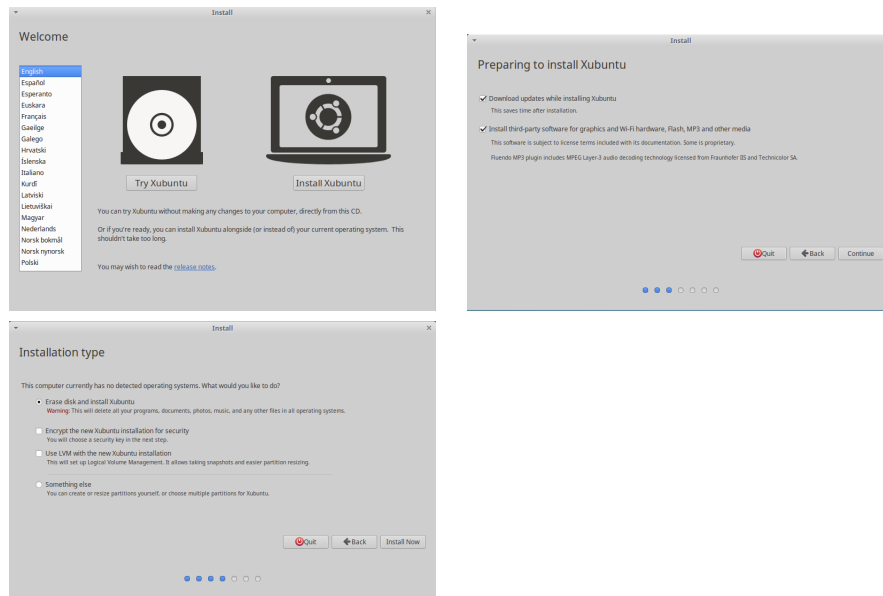 Install
Welcome
English
Español
Esperanto
Euskara
Français
Gaeilge
Galego
Hrvatski
Íslenska
Italiano
Kurdî
Latviski
Lietuviškai
Magyar
Nederlands
Norsk bokmål
Norsk nynorsk
Polski
Try Xubuntu
Install Xubuntu
You can try Xubuntu without making any changes to your computer, directly from this CD.
Or if you're ready, you can install Xubuntu alongside (or instead of) your current operating system. This
shouldn't take too long.
You may wish to read the release notes.
Install
Preparing to install Xubuntu
Download updates while installing Xubuntu
This saves time after installation.
Install third-party software for graphics and Wi-Fi hardware, Flash, MP3 and other media
This software is subject to license terms included with its documentation. Some is proprietary.
Fluendo MP3 plugin includes MPEG Layer-3 audio decoding technology licensed from Fraunhofer IIS and Technicolor SA.
Quit
Back
Continue
Install
Installation type
This computer currently has no detected operating systems. What would you like to do?
Erase disk and install Xubuntu
Warning: This will delete all your programs, documents, photos, music, and any other files in all operating systems.
Encrypt the new Xubuntu installation for security
You will choose a security key in the next step.
Use LVM with the new Xubuntu installation
This will set up Logical Volume Management. It allows taking snapshots and easier partition resizing.
Something else
You can create or resize partitions yourself, or choose multiple partitions for Xubuntu.
Quit
Back
Install Now